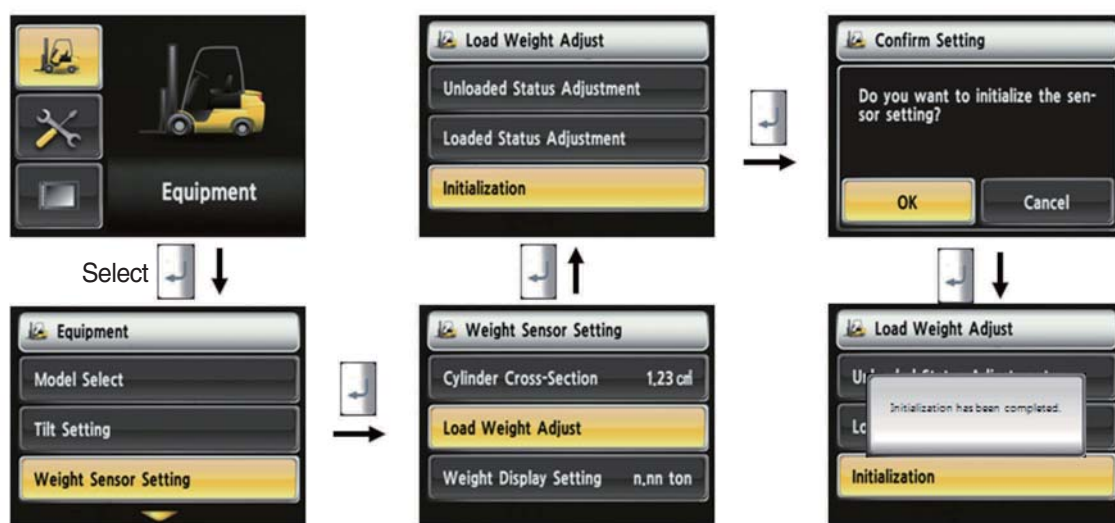 Equipment
Select
Equipment
Model Select
Tilt Setting
Weight Sensor Setting
Weight Sensor Setting
Cylinder Cross-Section 1.23 ㎠
Load Weight Adjust
Weight Display Setting n.nn ton
Load Weight Adjust
Unloaded Status Adjustment
Loaded Status Adjustment
Initialization
Confirm Setting
Do you want to initialize the sen-
sor setting?
OK Cancel
Load Weight Adjust
Initialization has been completed.
Initialization